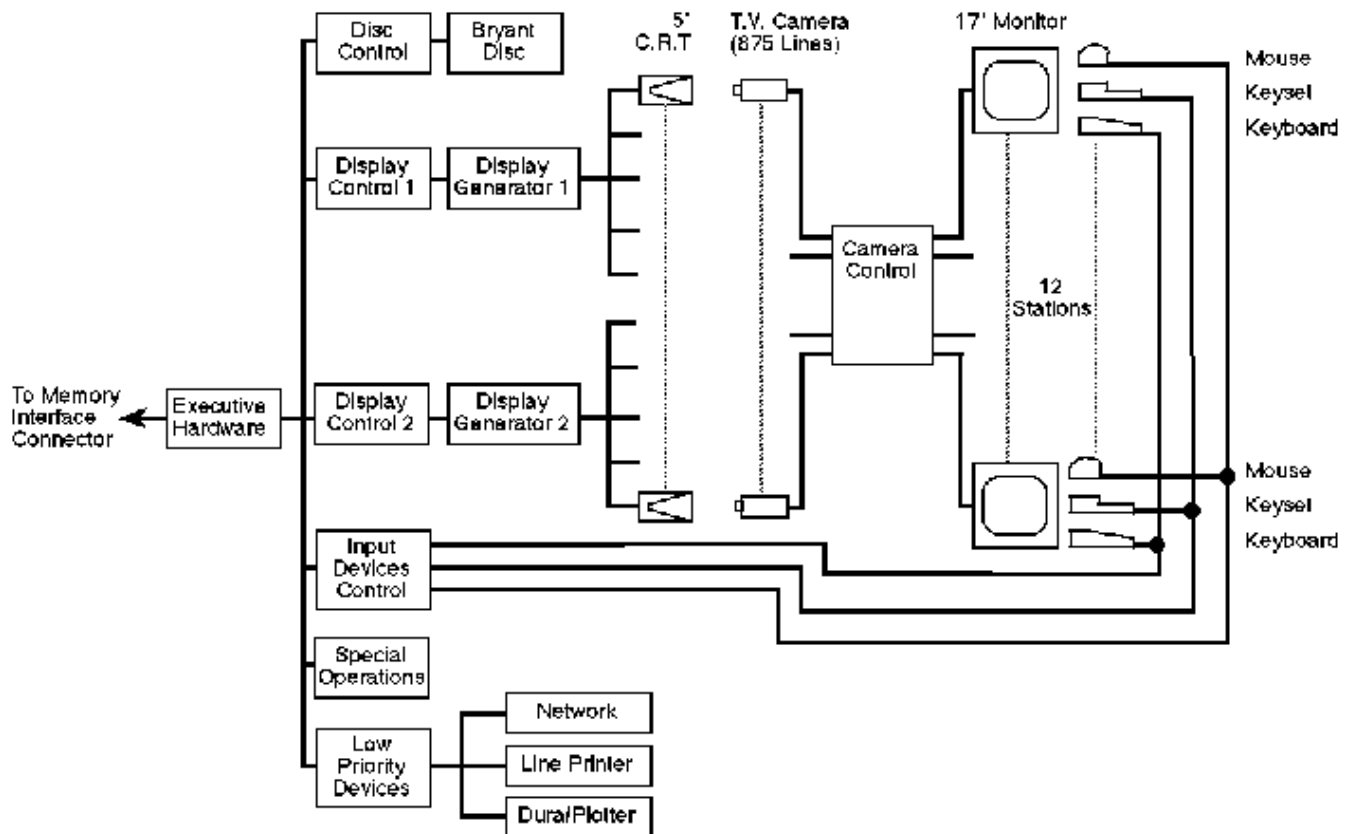 Disc
Control
Bryant
Disc
5'
C.R.T
T.V. Camera
(875 Lines)
17' Monitor
Mouse
Keyset
Keyboard
Display
Control 1
Display
Generator 1
Camera
Control
12
Stations
To Memory
Interface
Connector
Executive
Hardware
Display
Control 2
Display
Generator 2
Mouse
Keyset
Keyboard
Input
Devices
Control
Special
Operations
Low
Priority
Devices
Network
Line Printer
Dura/Plotter